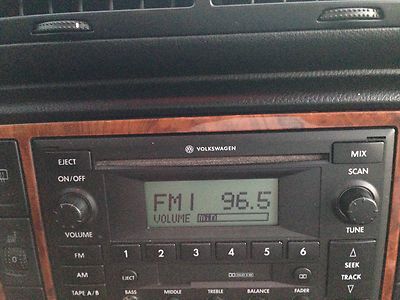 VOLKSWAGEN
EJECT
MIX
ON/OFF
SCAN
FM1 96.5
VOLUME
VOLUME
TUNE
FM
1 2 3 4 5 6
SEEK
TRACK
AM
EJECT
DOLBY B-C
TAPE A/B
BASS MIDDLE TREBLE BALANCE FADER